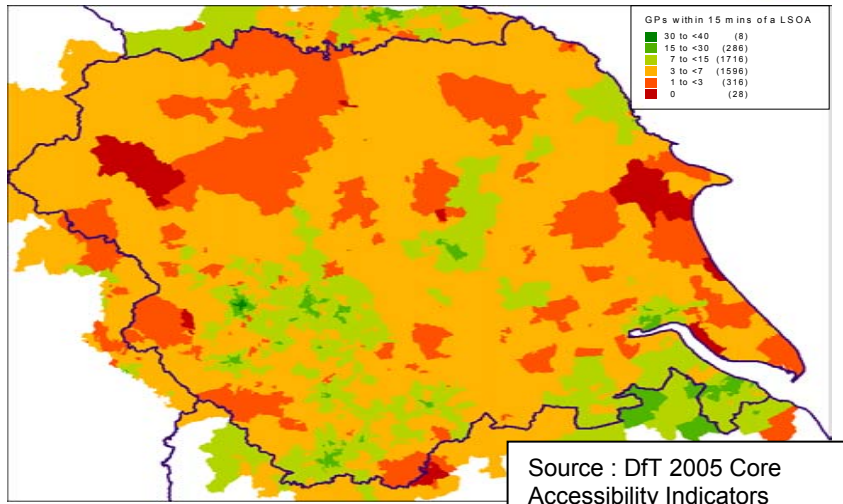 GPs within 15 mins of a LSOA
30 to <40 (8)
15 to <30 (286)
7 to <15 (1716)
3 to <7 (1596)
1 to <3 (316)
0 (28)
Source : DfT 2005 Core
Accessibility Indicators